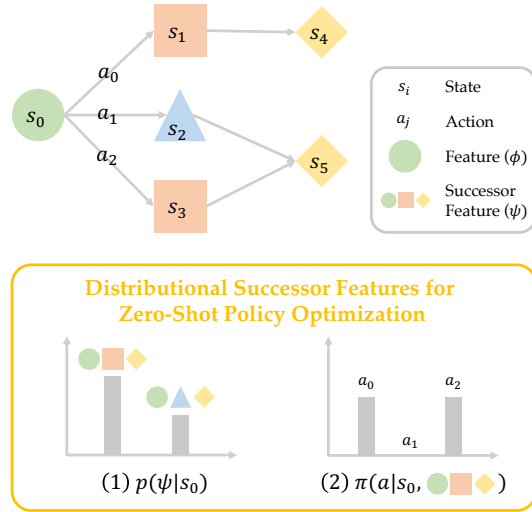 s₁
s₄
a₀
s₀
a₁
s₂
a₂
s₅
s₃
sᵢ State
aⱼ Action
Feature (ϕ)
Successor
Feature (ψ)
Distributional Successor Features for
Zero-Shot Policy Optimization
a₀ a₂
a₁
(1) p(ψ|s₀)
(2) π(a|s₀, )